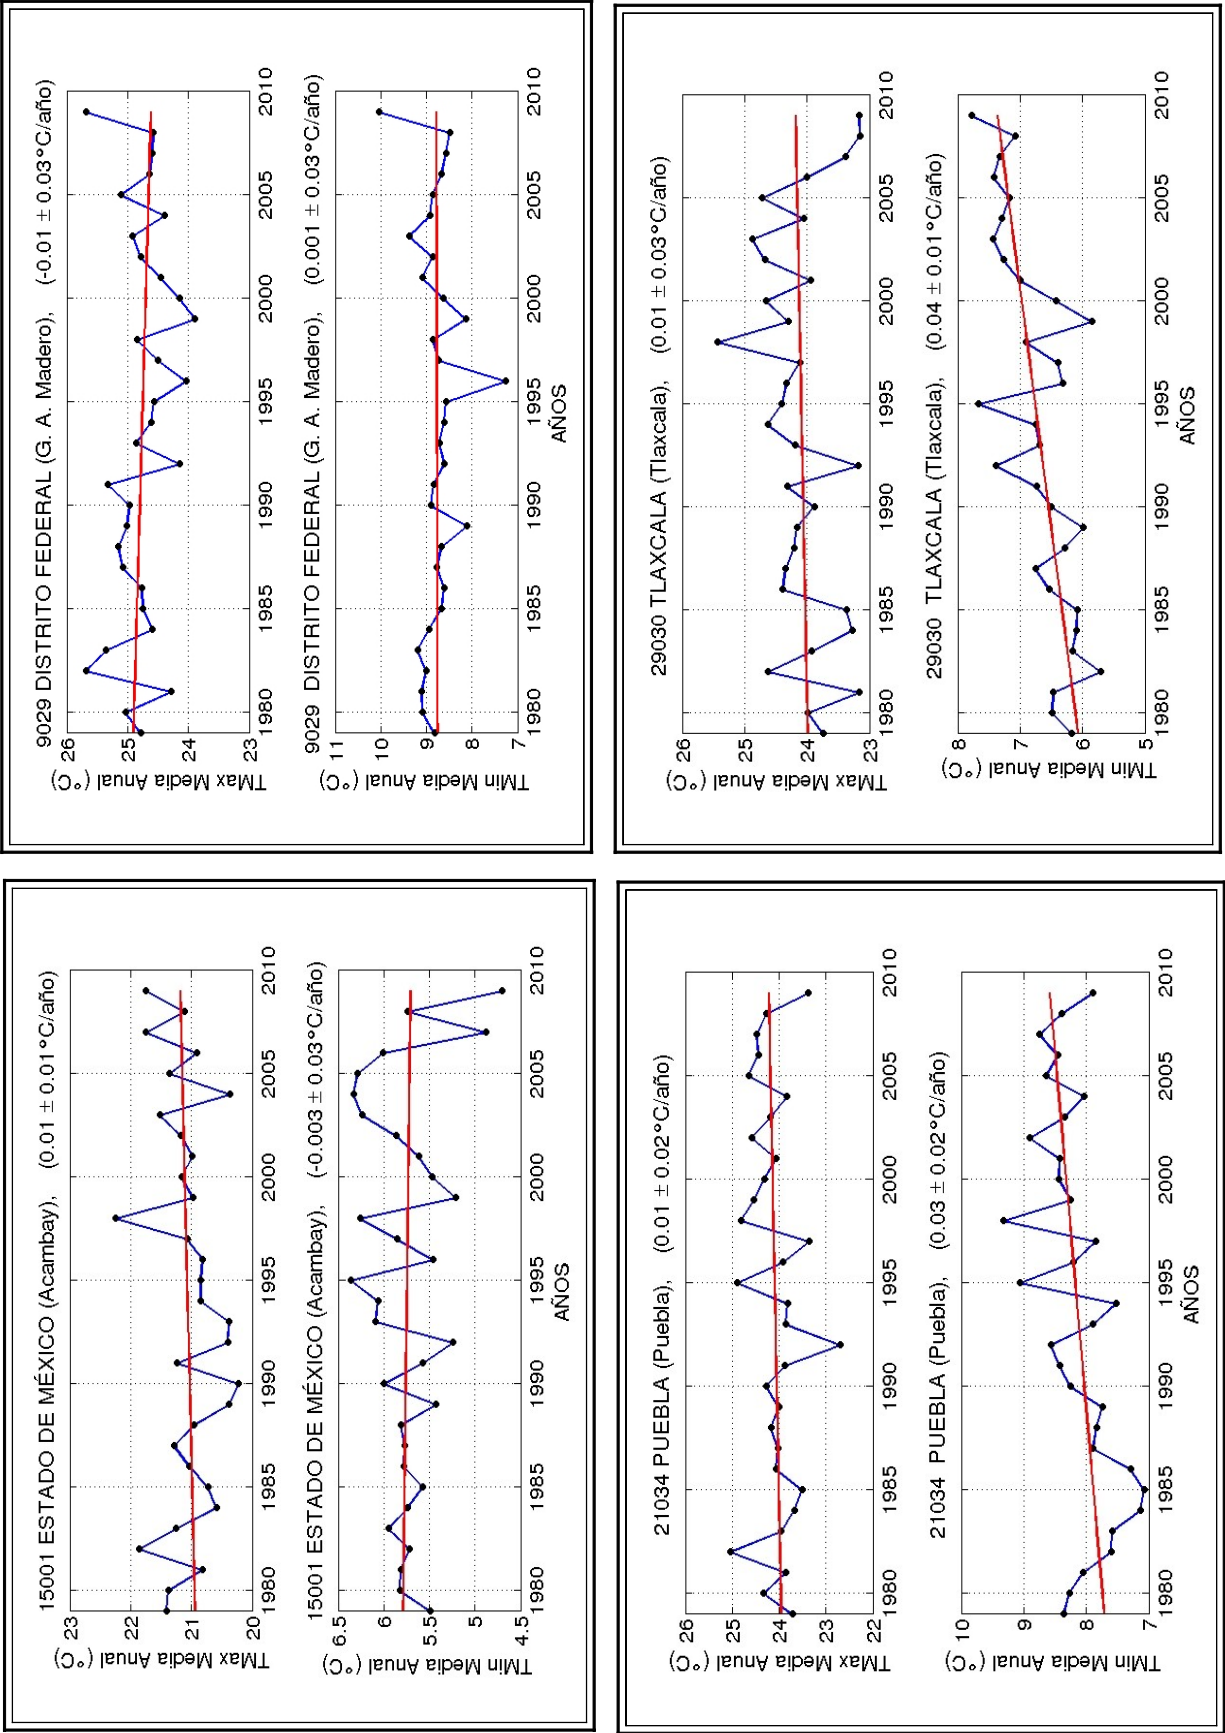 15001 ESTADO DE MÉXICO (Acambay), (0.01 ± 0.01°C/año)
TMax Media Anual (°C)
23
22
21
20
1980 1985 1990 1995 2000 2005 2010
15001 ESTADO DE MÉXICO (Acambay), (-0.003 ± 0.03°C/año)
TMin Media Anual (°C)
6.5
6
5.5
5
4.5
1980 1985 1990 1995 2000 2005 2010
AÑOS
9029 DISTRITO FEDERAL (G. A. Madero), (-0.01 ± 0.03°C/año)
TMax Media Anual (°C)
26
25
24
23
1980 1985 1990 1995 2000 2005 2010
9029 DISTRITO FEDERAL (G. A. Madero), (0.001 ± 0.03°C/año)
TMin Media Anual (°C)
11
10
9
8
7
1980 1985 1990 1995 2000 2005 2010
AÑOS
21034 PUEBLA (Puebla), (0.01 ± 0.02°C/año)
TMax Media Anual (°C)
26
25
24
23
22
1980 1985 1990 1995 2000 2005 2010
21034 PUEBLA (Puebla), (0.03 ± 0.02°C/año)
TMin Media Anual (°C)
10
9
8
7
1980 1985 1990 1995 2000 2005 2010
AÑOS
29030 TLAXCALA (Tlaxcala), (0.01 ± 0.03°C/año)
TMax Media Anual (°C)
26
25
24
23
1980 1985 1990 1995 2000 2005 2010
29030 TLAXCALA (Tlaxcala), (0.04 ± 0.01°C/año)
TMin Media Anual (°C)
8
7
6
5
1980 1985 1990 1995 2000 2005 2010
AÑOS